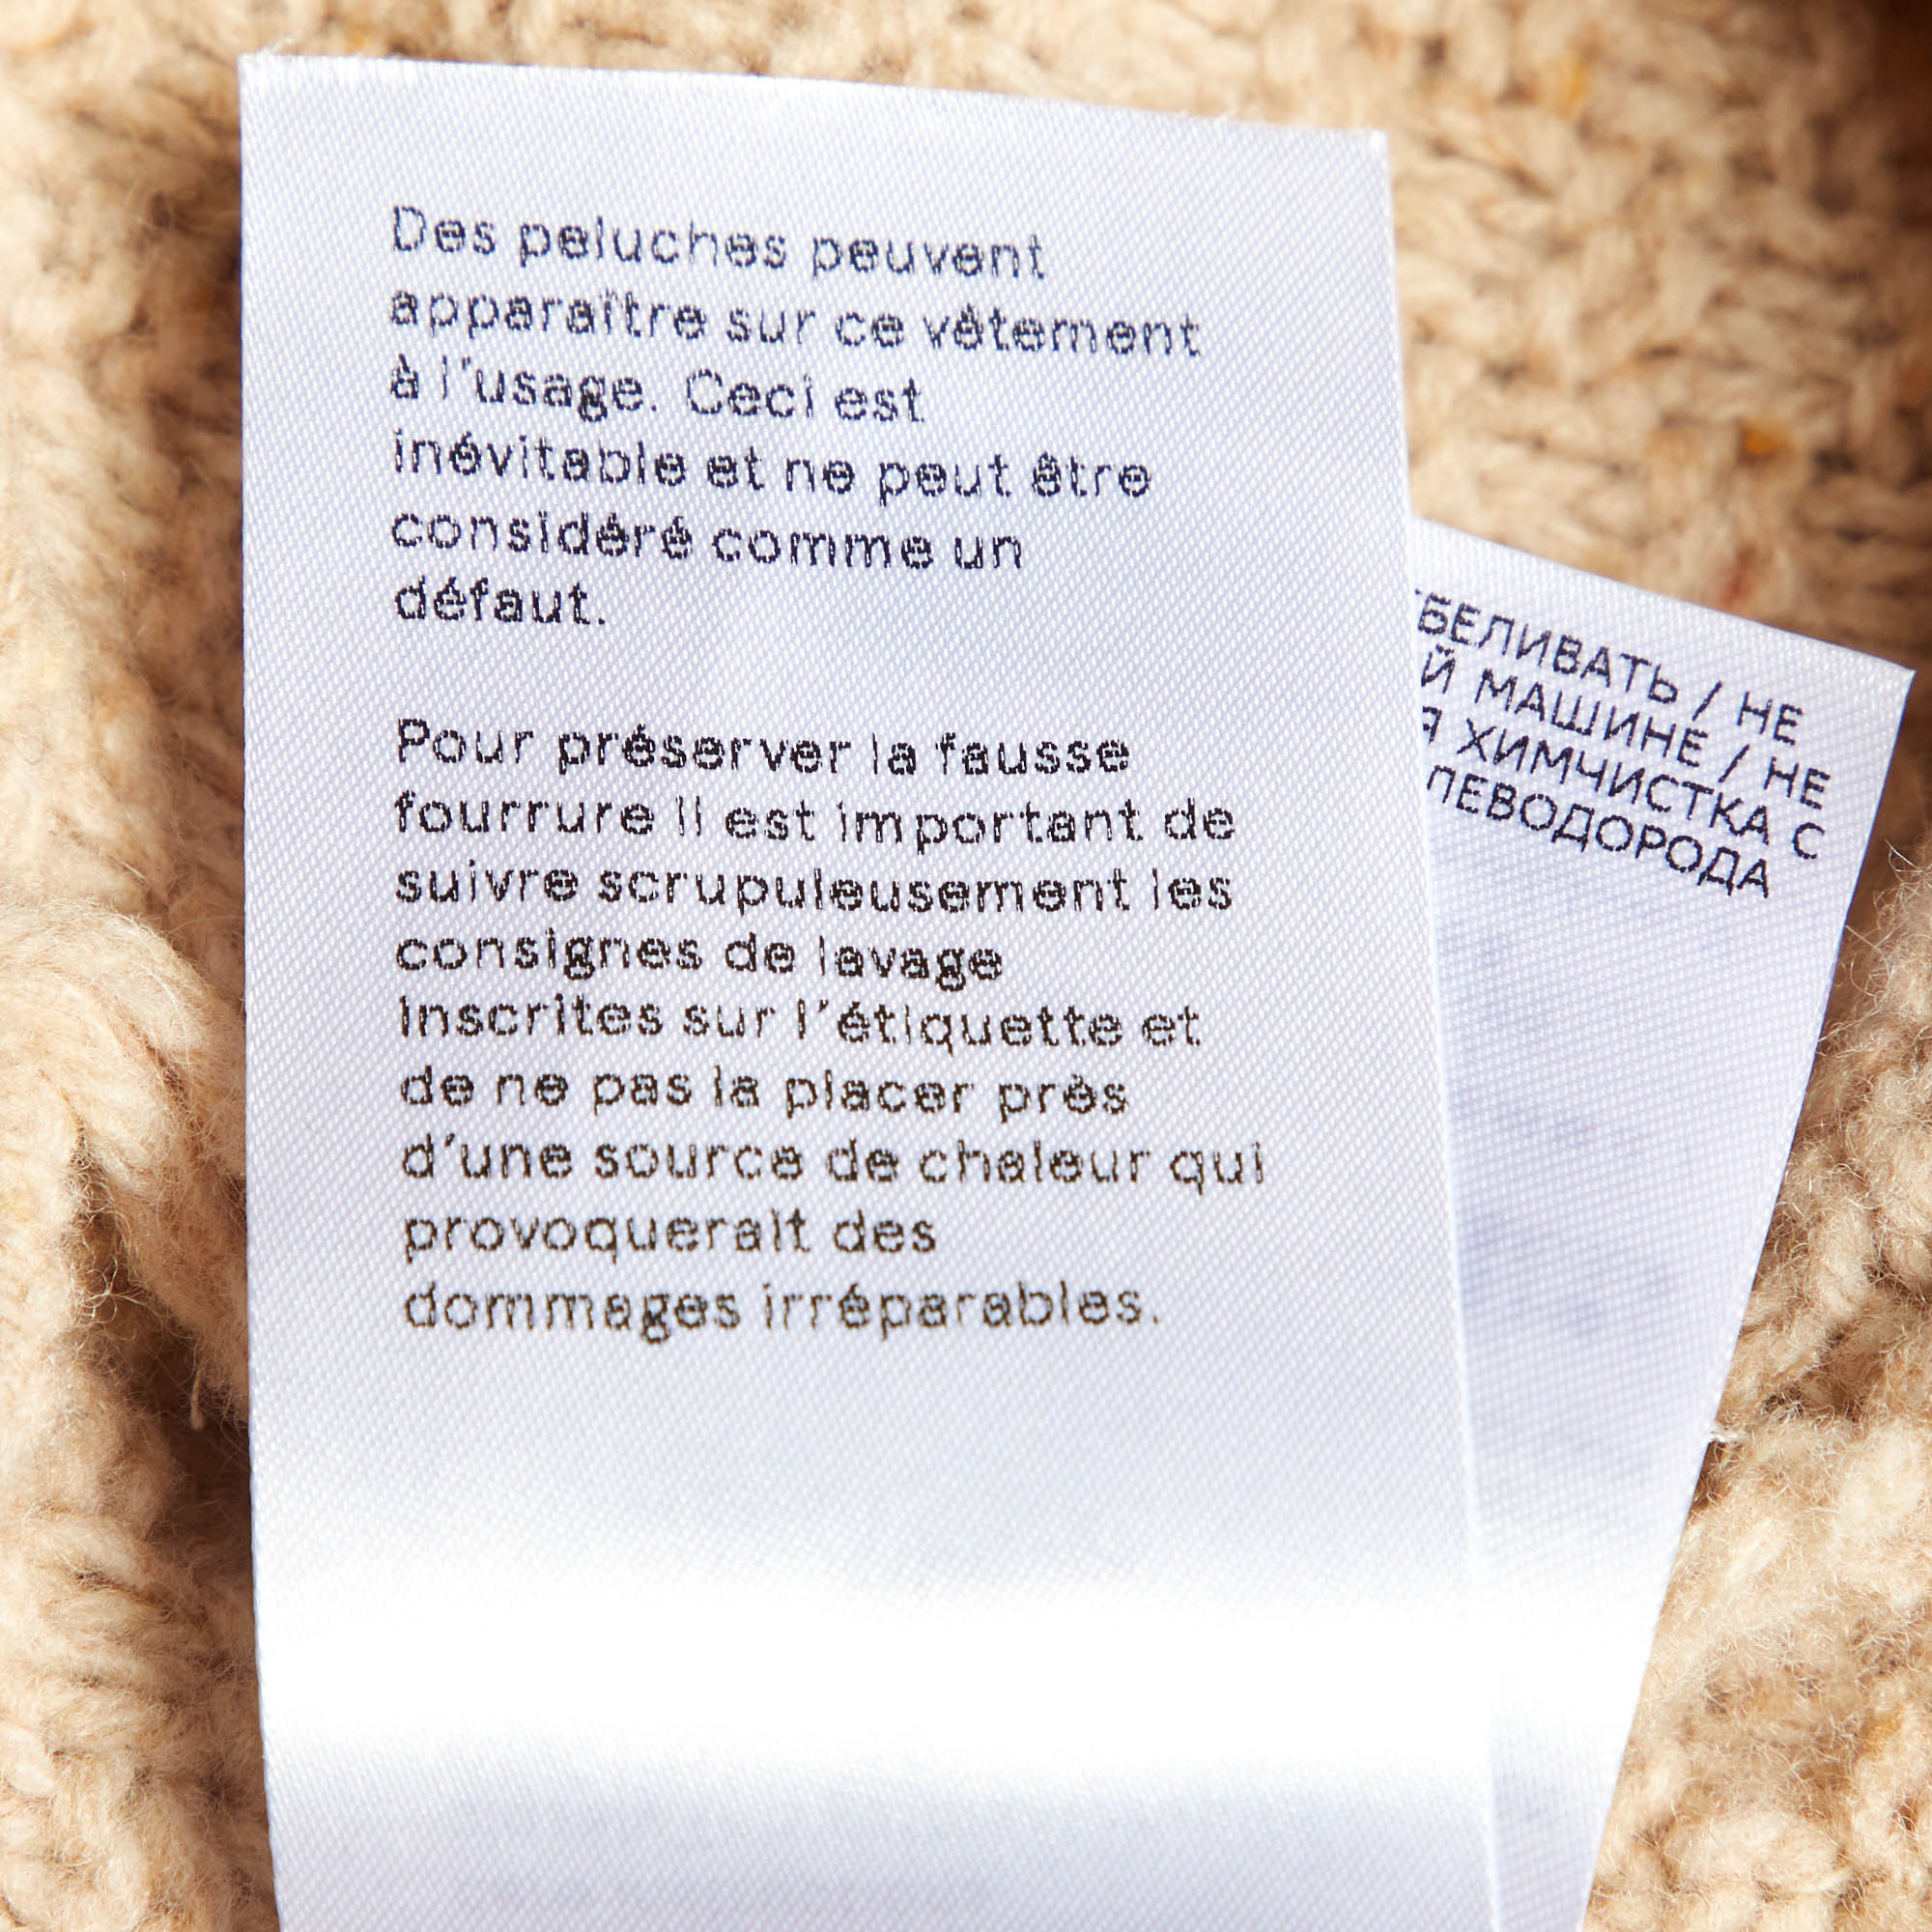 Des peluches peuvent
apparaître sur ce vêtement
à l'usage. Ceci est
inévitable et ne peut être
considéré comme un
défaut.
Pour préserver la fausse
fourrure il est important de
suivre scrupuleusement les
consignes de lavage
inscrites sur l'étiquette et
de ne pas la placer près
d'une source de chaleur qui
provoquerait des
dommages irréparables.
БЕЛИВАТЬ / НЕ
Й МАШИНЕ / НЕ
Я ХИМЧИСТКА С
ЛЕВОДОРОДА